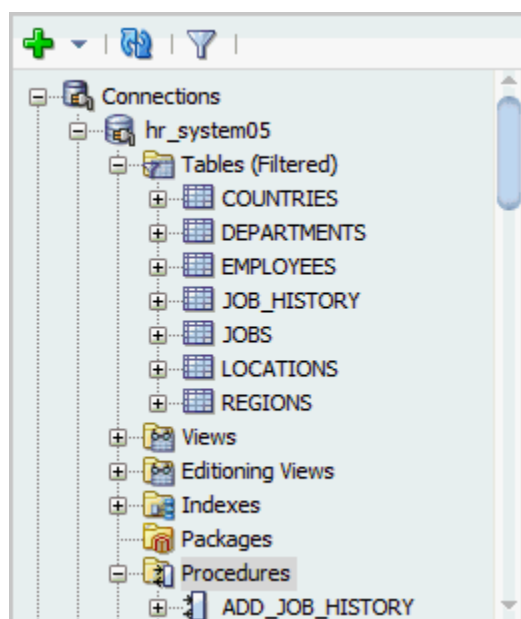 Connections
hr_system05
Tables (Filtered)
COUNTRIES
DEPARTMENTS
EMPLOYEES
JOB_HISTORY
JOBS
LOCATIONS
REGIONS
Views
Editioning Views
Indexes
Packages
Procedures
ADD_JOB_HISTORY